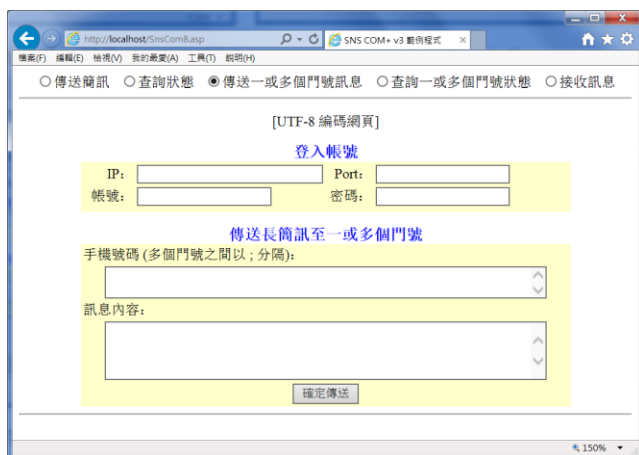 http://localhost/SnsCom8.asp
SNS COM+ v3 範例程式
檔案(F) 編輯(E) 檢視(V) 我的最愛(A) 工具(T) 說明(H)
傳送簡訊 查詢狀態 傳送一或多個門號訊息 查詢一或多個門號狀態 接收訊息
[UTF-8 編碼網頁]
登入帳號
IP: Port:
帳號: 密碼:
傳送長簡訊至一或多個門號
手機號碼 (多個門號之間以 ; 分隔):
訊息內容:
確定傳送
150%